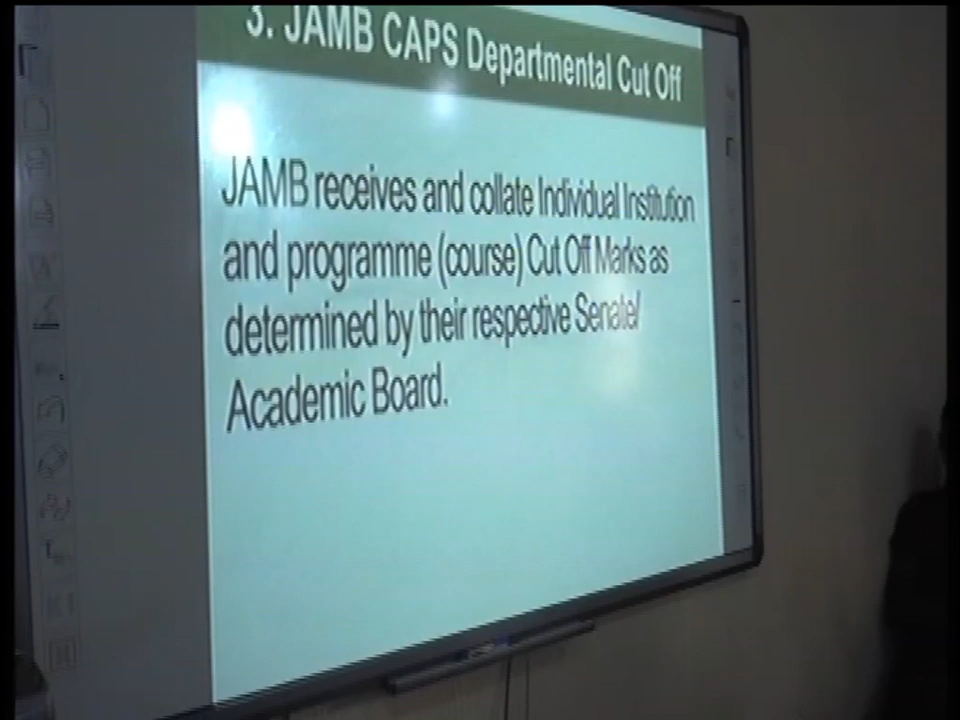 3. JAMB CAPS Departmental Cut Off
JAMB receives and collate Individual Institution
and programme (course) Cut Off Marks as
determined by their respective Senate/
Academic Board.